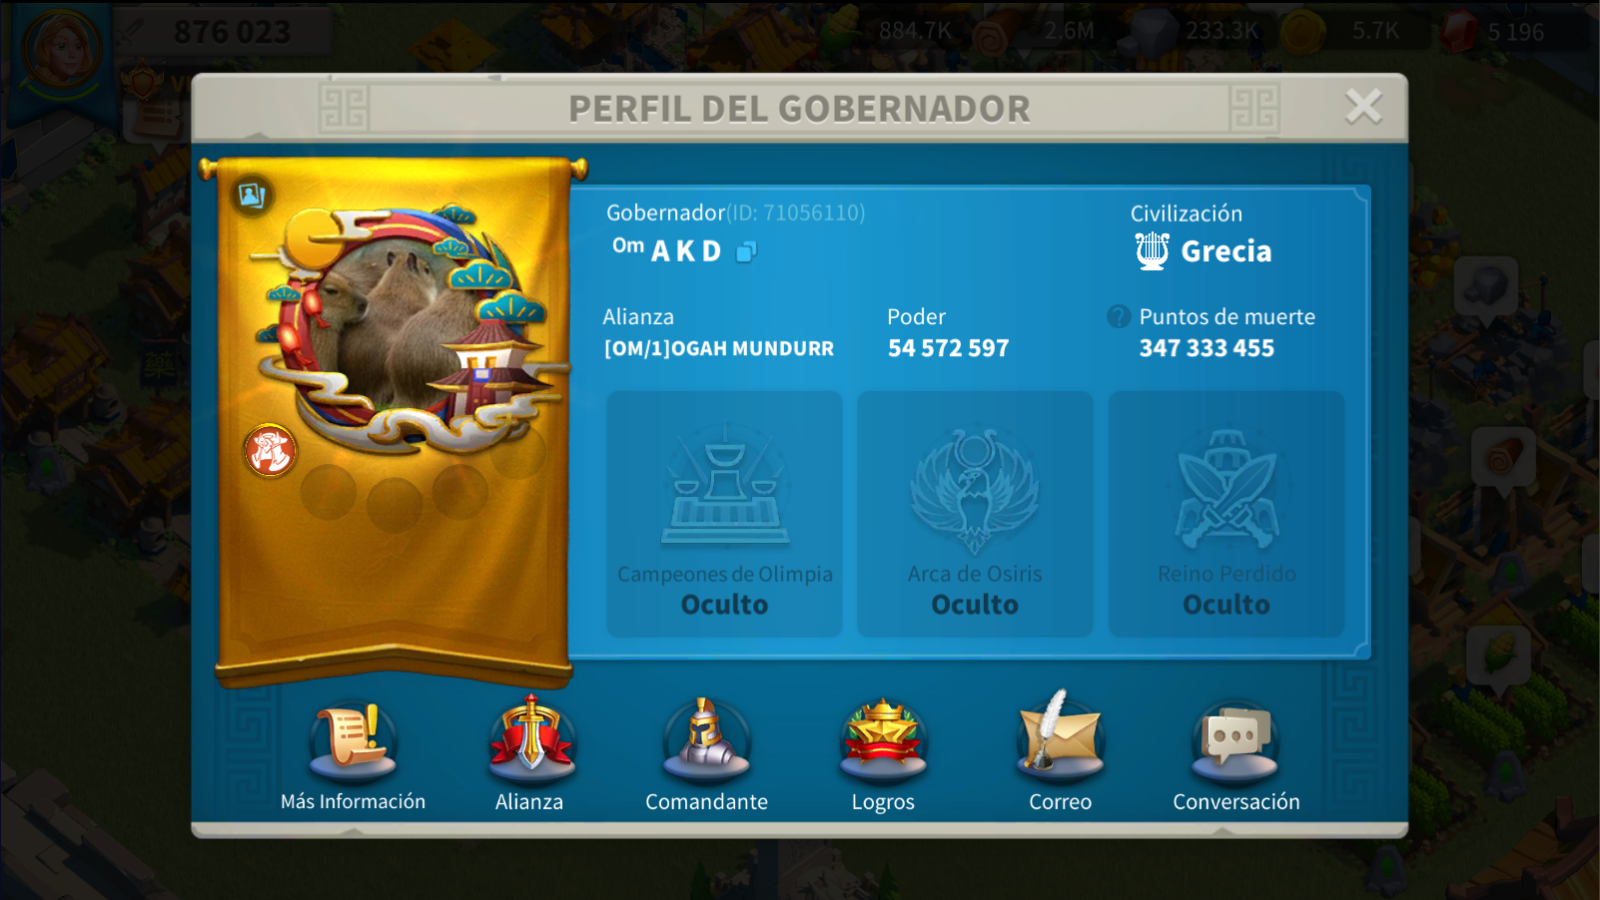 876 023
884.7K
2.6M
233.3K
5.7K
5 196
PERFIL DEL GOBERNADOR
Gobernador(ID: 71056110)
Om A K D
Civilización
Grecia
Alianza
[OM/1]OGAH MUNDURR
Poder
54 572 597
? Puntos de muerte
347 333 455
Campeones de Olimpia
Oculto
Arca de Osiris
Oculto
Reino Perdido
Oculto
Más Información
Alianza
Comandante
Logros
Correo
Conversación